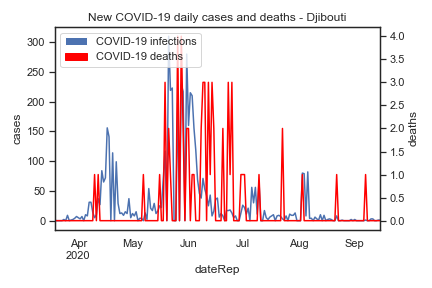 New COVID-19 daily cases and deaths - Djibouti
COVID-19 infections
COVID-19 deaths
cases
300
250
200
150
100
50
0
deaths
4.0
3.5
3.0
2.5
2.0
1.5
1.0
0.5
0.0
Apr May Jun Jul Aug Sep
2020
dateRep